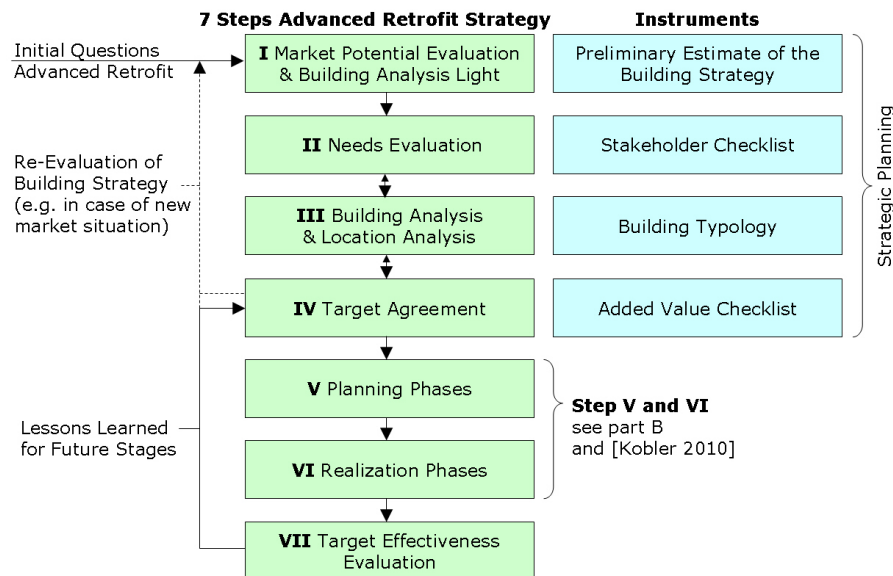 7 Steps Advanced Retrofit Strategy
Instruments
Initial Questions
Advanced Retrofit
I Market Potential Evaluation
& Building Analysis Light
Preliminary Estimate of the
Building Strategy
II Needs Evaluation
Stakeholder Checklist
Re-Evaluation of
Building Strategy
(e.g. in case of new
market situation)
III Building Analysis
& Location Analysis
Building Typology
Strategic Planning
IV Target Agreement
Added Value Checklist
V Planning Phases
Step V and VI
see part B
and [Kobler 2010]
Lessons Learned
for Future Stages
VI Realization Phases
VII Target Effectiveness
Evaluation